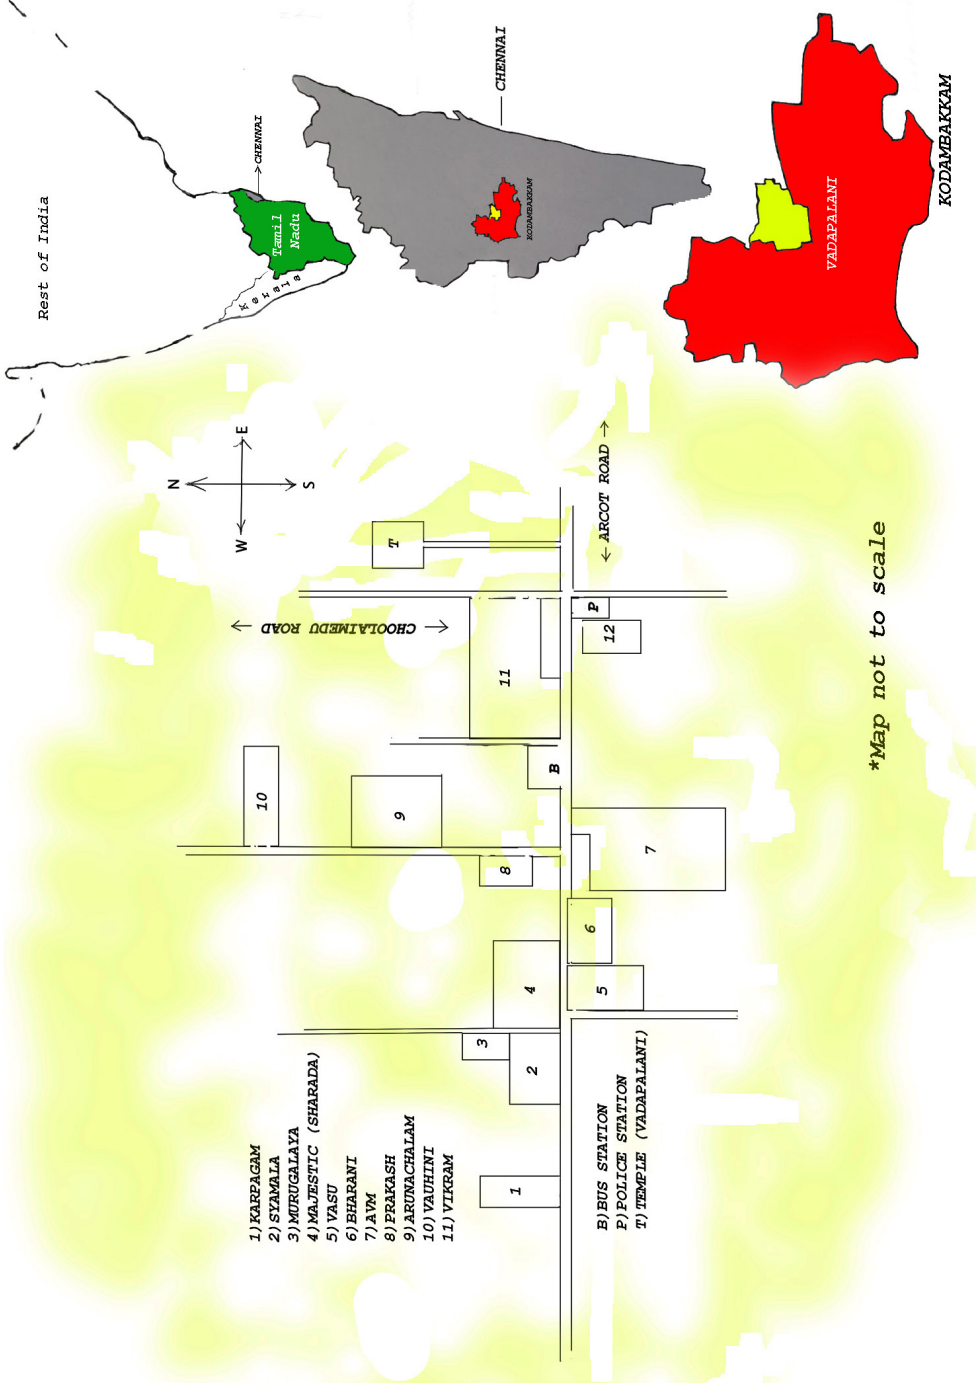 Rest of India
Tamil
Nadu
Kerala
CHENNAI
CHENNAI
KODAMBAKKAM
VADAPALANI
KODAMBAKKAM
N
W E
S
CHOOLAIMEDU ROAD
← ARCOT ROAD →
T
10
9
11
8
B
P
12
4
3
2
1
7
6
5
1)KARPAGAM
2)SYAMALA
3)MURUGALAYA
4)MAJESTIC (SHARADA)
5)VASU
6)BHARANI
7)AVM
8)PRAKASH
9)ARUNACHALAM
10)VAUHINI
11)VIKRAM
B)BUS STATION
P)POLICE STATION
T)TEMPLE (VADAPALANI)
*Map not to scale